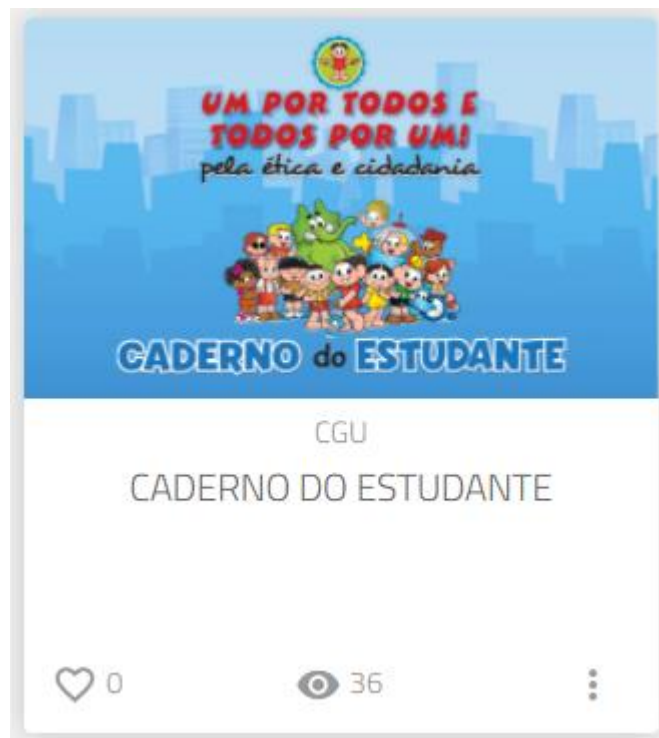 UM POR TODOS E
TODOS POR UM!
pela ética e cidadania
CADERNO do ESTUDANTE
CGU
CADERNO DO ESTUDANTE
0
36